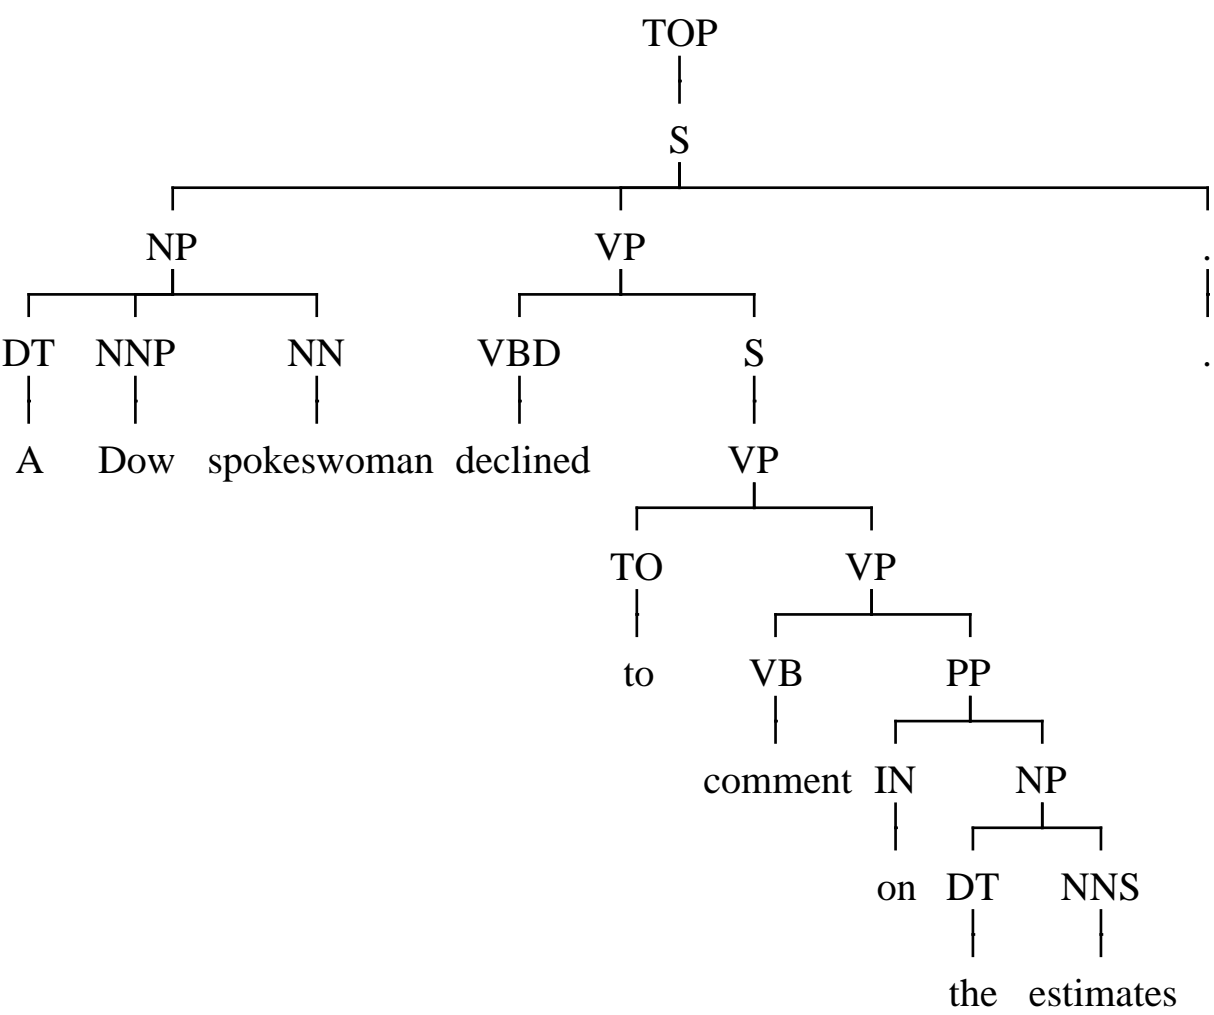 TOP
S
NP VP .
DT NNP NN VBD S .
A Dow spokeswoman declined VP
TO VP
to VB PP
comment IN NP
on DT NNS
the estimates